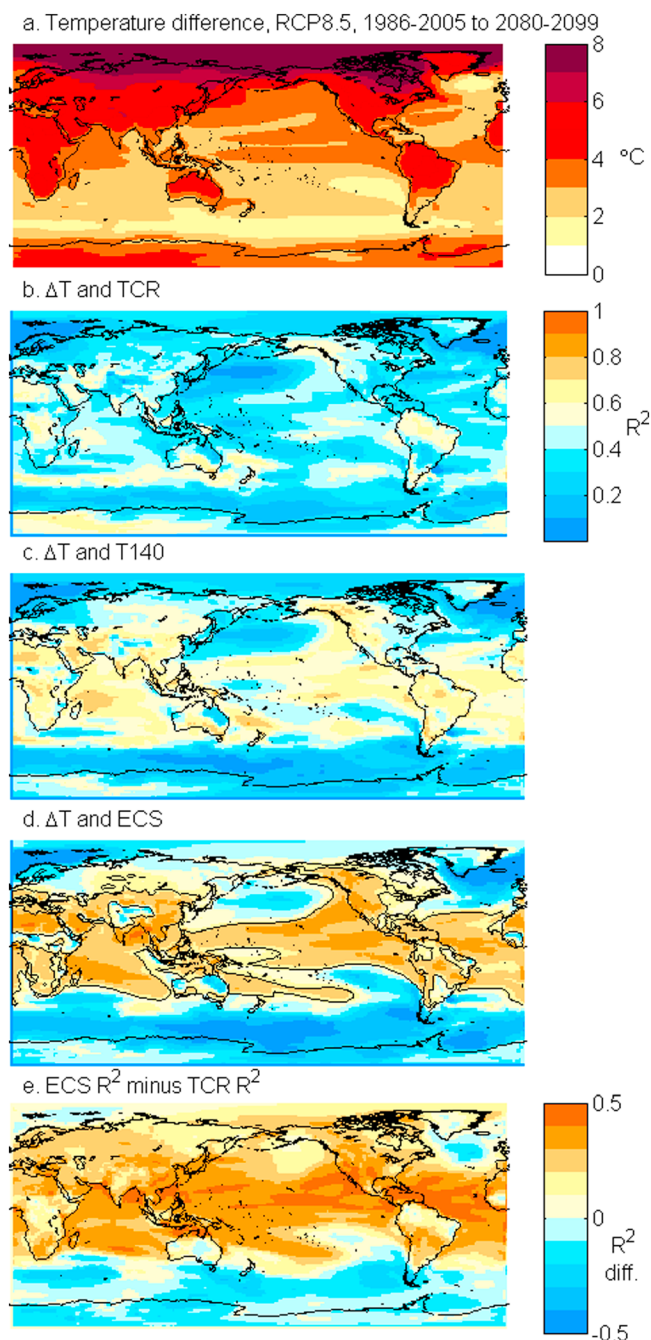 a. Temperature difference, RCP8.5, 1986-2005 to 2080-2099
8
6
°C
4
2
0
b. ΔT and TCR
1
0.8
0.6
R²
0.4
0.2
c. ΔT and T140
d. ΔT and ECS
e. ECS R² minus TCR R²
0.5
0
R²
diff.
-0.5